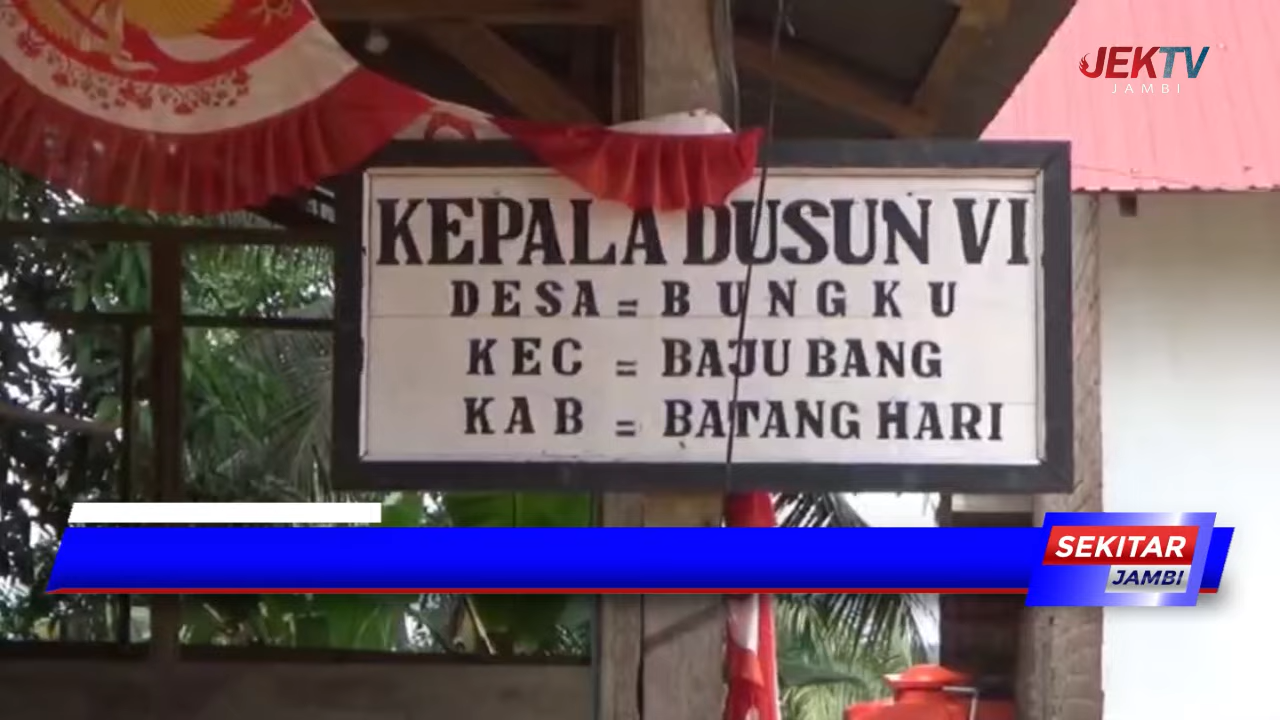 JEKTV
JAMBI
KEPALA DUSUN VI
DESA = BUNGKU
KEC = BAJU BANG
KAB = BATANG HARI
SEKITAR
JAMBI